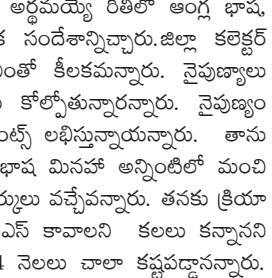 అర్థమయ్యే రీతిలో ఆంగ్ల భాష,
క సందేశాన్నిచ్చారు.జిల్లా కలెక్టర్
ంతో కీలకమన్నారు. నైపుణ్యాలు
కోల్పోతున్నారన్నారు. నైపుణ్యం
ంట్స్ లభిస్తున్నాయన్నారు. తాను
భాష మినహా అన్నింటిలో మంచి
ర్కులు వచ్చేవన్నారు. తనకు క్రియా
ఎస్ కావాలని కలలు కన్నానని
4 నెలలు చాలా కష్టపడ్డానన్నారు.